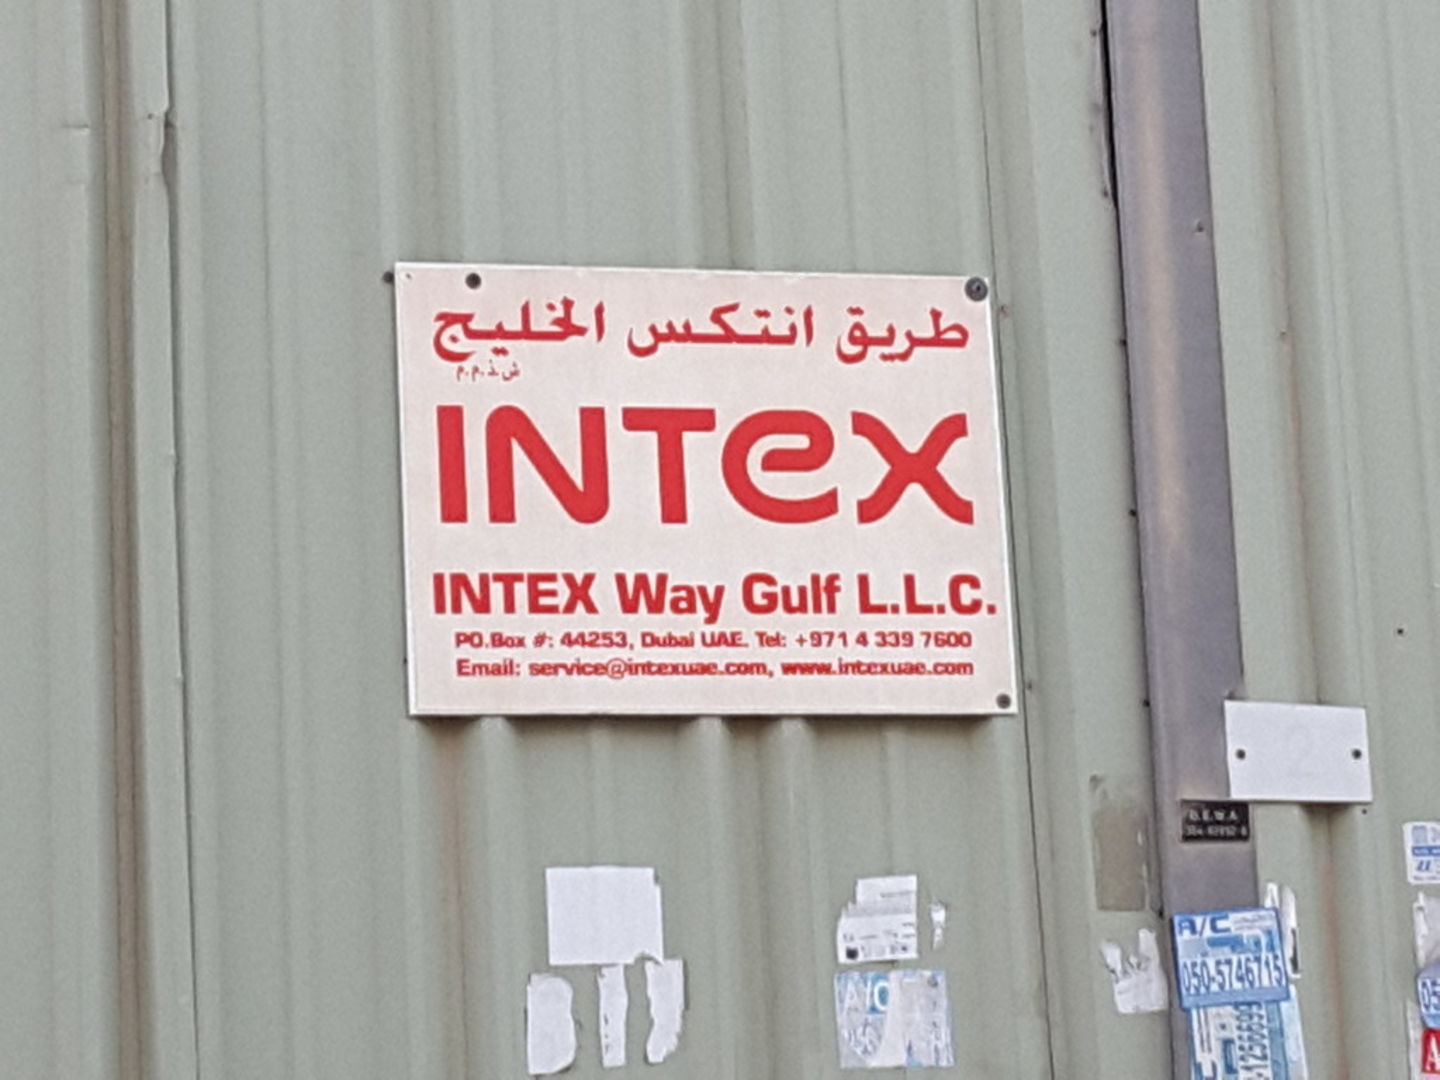 طريق انتكس الخليج
ش.ذ.م.م
INTEX
INTEX Way Gulf L.L.C.
PO.Box #: 44253, Dubai UAE. Tel: +971 4 339 7600
Email: service@intexuae.com, www.intexuae.com
D.E.W.A
A/C
050-5746715
A/C